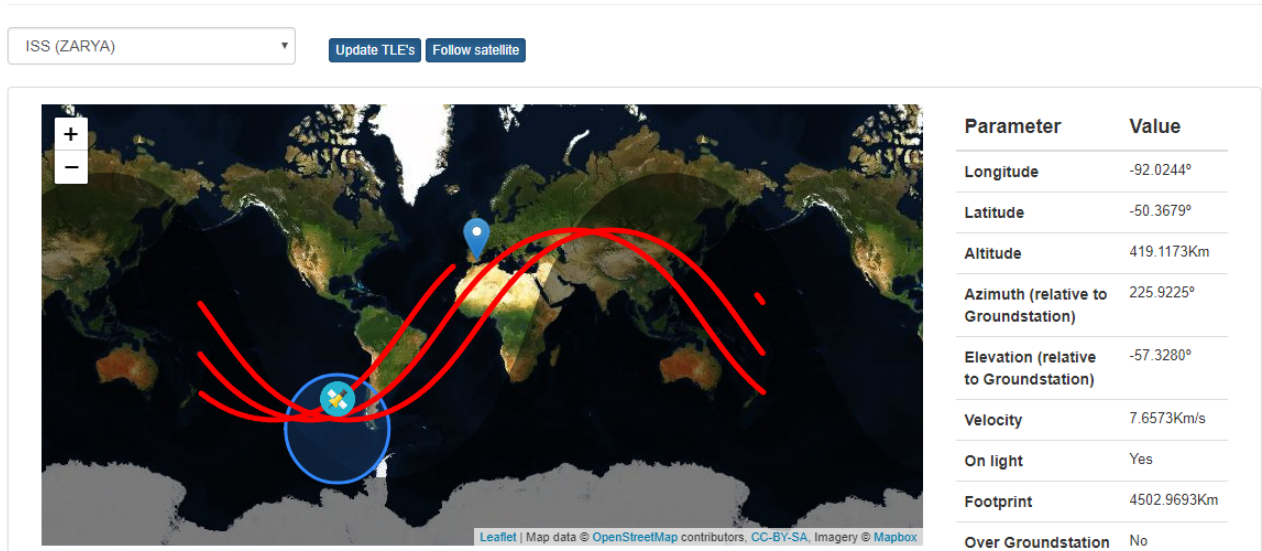 ISS (ZARYA)
Update TLE's
Follow satellite
+
−
Leaflet | Map data © OpenStreetMap contributors, CC-BY-SA, Imagery © Mapbox
Parameter Value
Longitude -92.0244º
Latitude -50.3679º
Altitude 419.1173Km
Azimuth (relative to 225.9225º
Groundstation)
Elevation (relative -57.3280º
to Groundstation)
Velocity 7.6573Km/s
On light Yes
Footprint 4502.9693Km
Over Groundstation No